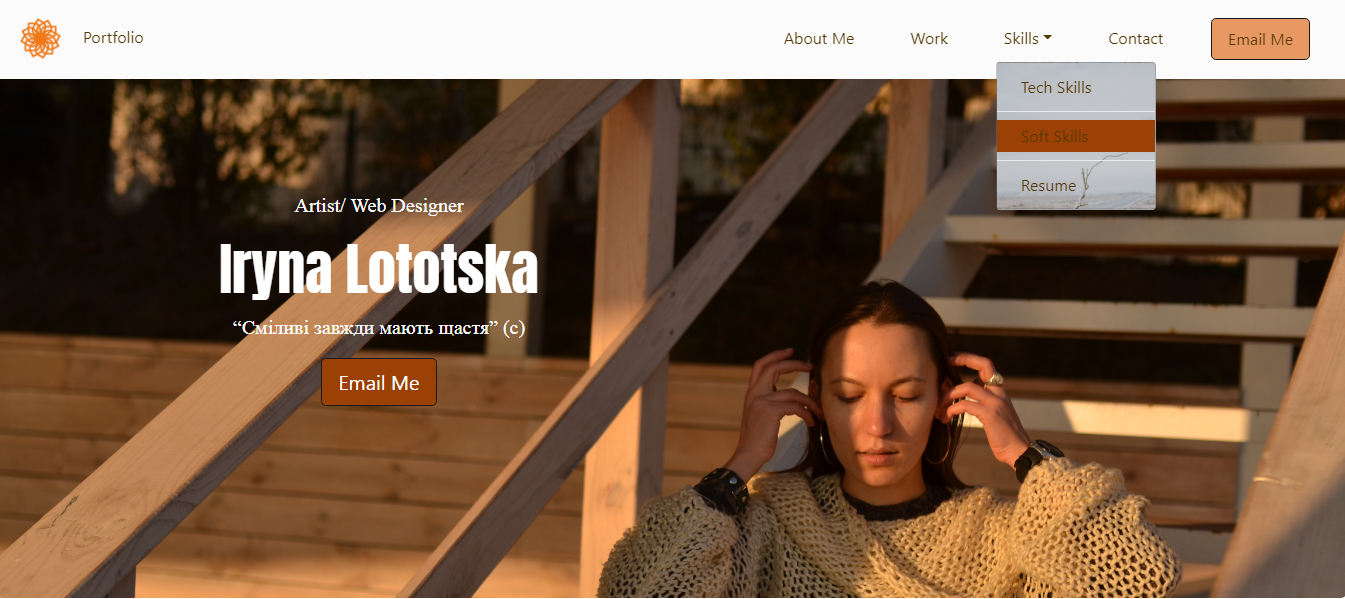 Portfolio
About Me
Work
Skills
Contact
Email Me
Tech Skills
Soft Skills
Resume
Artist/ Web Designer
Iryna Lototska
“Сміливі завжди мають щастя” (с)
Email Me